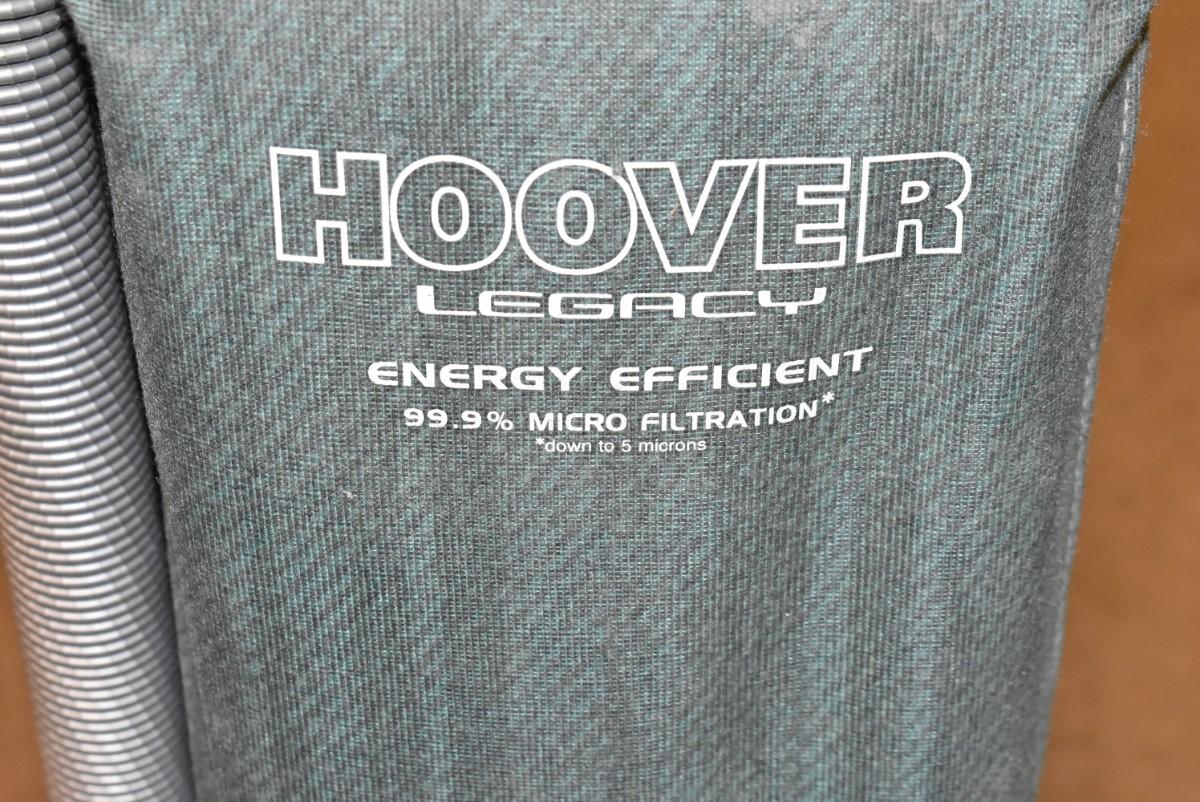 HOOVER
LEGACY
ENERGY EFFICIENT
99.9% MICRO FILTRATION*
*down to 5 microns